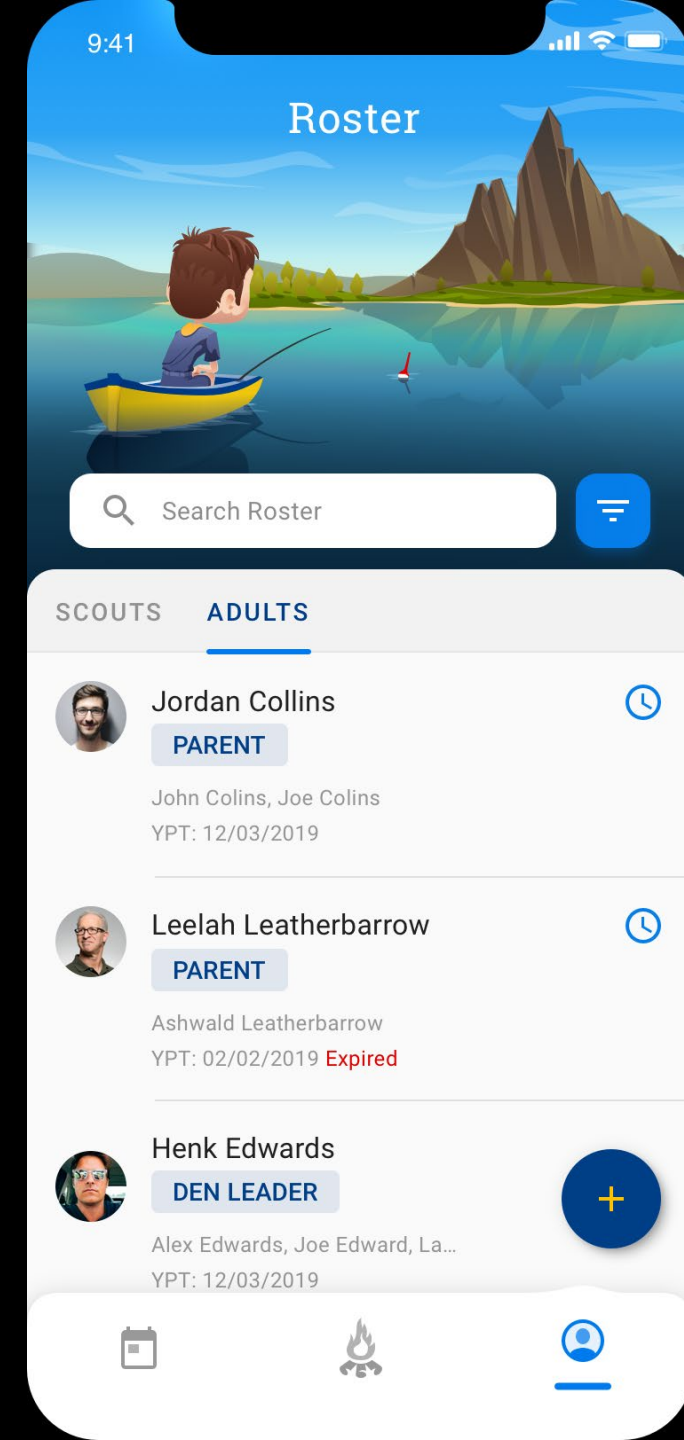 9:41
Roster
Search Roster
SCOUTS ADULTS
Jordan Collins
PARENT
John Colins, Joe Colins
YPT: 12/03/2019
Leelah Leatherbarrow
PARENT
Ashwald Leatherbarrow
YPT: 02/02/2019 Expired
Henk Edwards
DEN LEADER
Alex Edwards, Joe Edward, La...
YPT: 12/03/2019